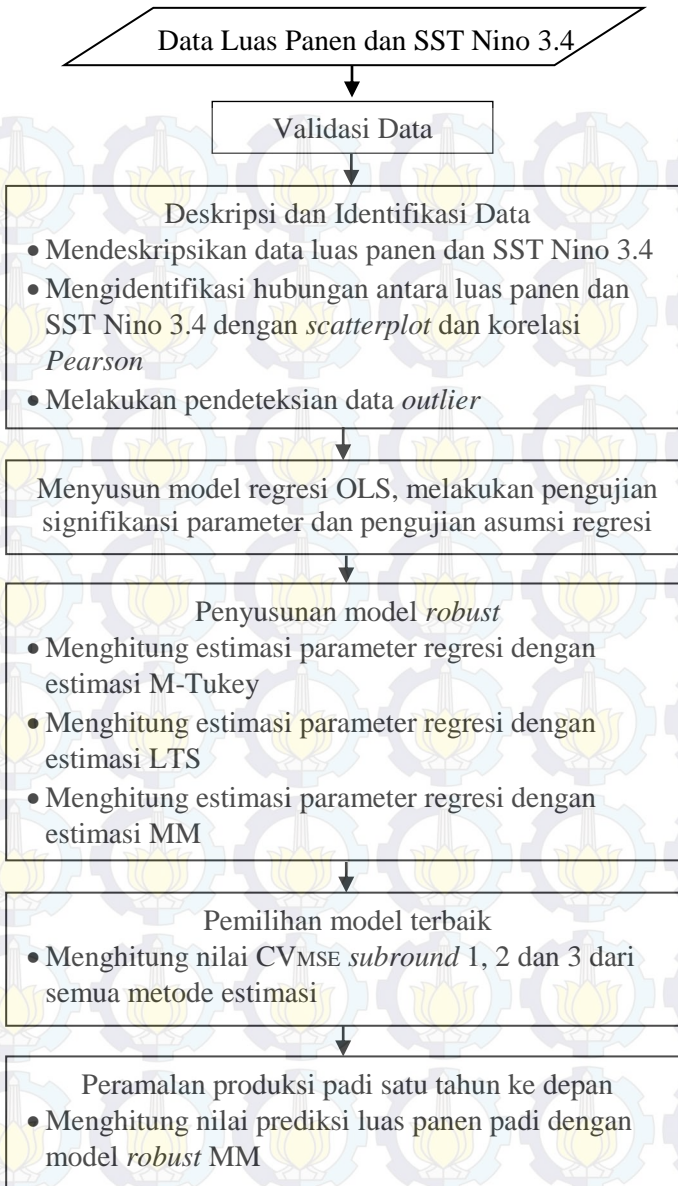 Data Luas Panen dan SST Nino 3.4
Validasi Data
Deskripsi dan Identifikasi Data
• Mendeskripsikan data luas panen dan SST Nino 3.4
• Mengidentifikasi hubungan antara luas panen dan
SST Nino 3.4 dengan scatterplot dan korelasi
Pearson
• Melakukan pendeteksian data outlier
Menyusun model regresi OLS, melakukan pengujian
signifikansi parameter dan pengujian asumsi regresi
Penyusunan model robust
• Menghitung estimasi parameter regresi dengan
estimasi M-Tukey
• Menghitung estimasi parameter regresi dengan
estimasi LTS
• Menghitung estimasi parameter regresi dengan
estimasi MM
Pemilihan model terbaik
• Menghitung nilai CVMSE subround 1, 2 dan 3 dari
semua metode estimasi
Peramalan produksi padi satu tahun ke depan
• Menghitung nilai prediksi luas panen padi dengan
model robust MM